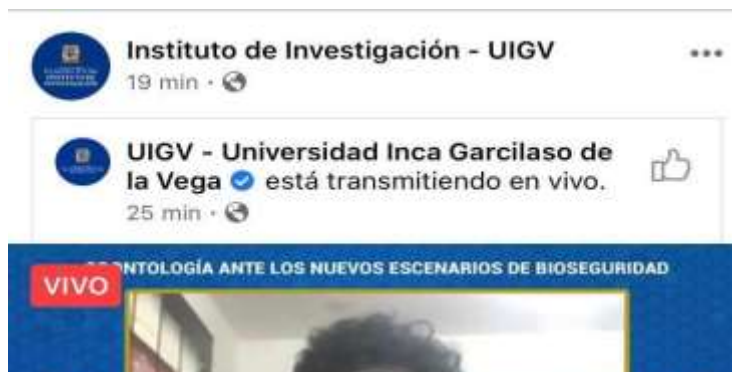 Instituto de Investigación - UIGV
19 min ·
UIGV - Universidad Inca Garcilaso de
la Vega está transmitiendo en vivo.
25 min ·
ONTOLOGÍA ANTE LOS NUEVOS ESCENARIOS DE BIOSEGURIDAD
VIVO